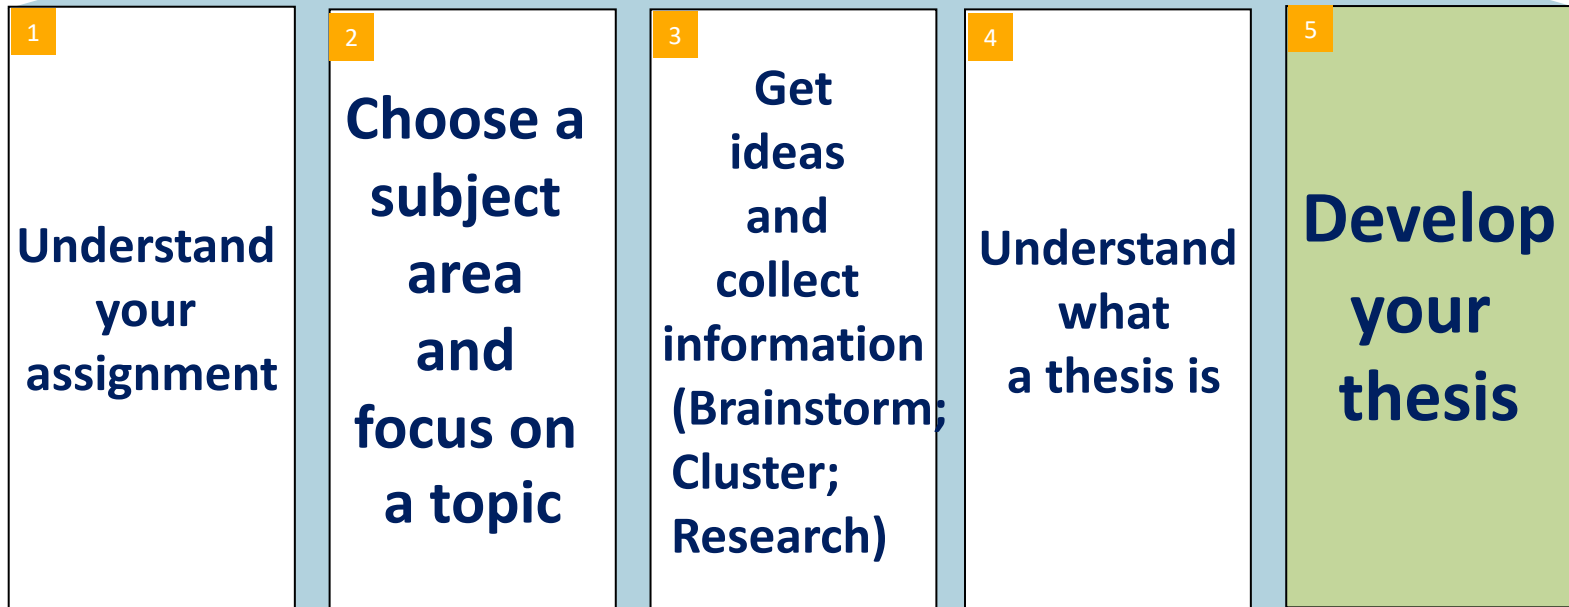 1
Understand
your
assignment
2
Choose a
subject
area
and
focus on
a topic
3
Get
ideas
and
collect
information
(Brainstorm;
Cluster;
Research)
4
Understand
what
a thesis is
5
Develop
your
thesis